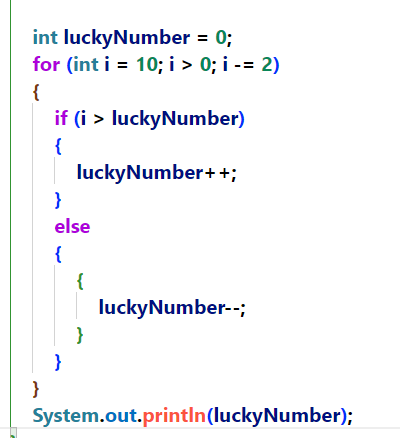 int luckyNumber = 0;
for (int i = 10; i > 0; i -= 2)
{
if (i > luckyNumber)
{
luckyNumber++;
}
else
{
{
luckyNumber--;
}
}
}
System.out.println(luckyNumber);